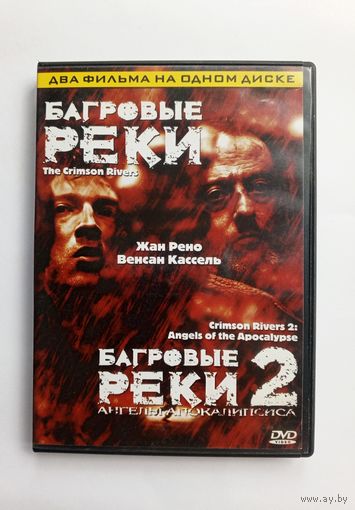 ДВА ФИЛЬМА НА ОДНОМ ДИСКЕ
БАГРОВЫЕ
РЕКИ
The Crimson Rivers
Жан Рено
Венсан Кассель
Crimson Rivers 2:
Angels of the Apocalypse
БАГРОВЫЕ
РЕКИ 2
АНГЕЛЫ АПОКАЛИПСИСА
DVD
VIDEO
www.ay.by